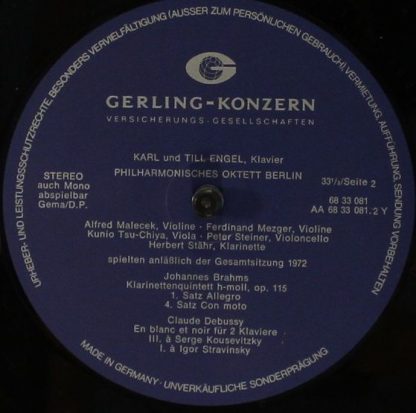 URHEBER- UND LEISTUNGSSCHUTZRECHTE, BESONDERS VERVIELFÄLTIGUNG (AUSSER ZUM PERSÖNLICHEN GEBRAUCH), VERMIETUNG, AUFFÜHRUNG, SENDUNG VORBEHALTEN
GERLING-KONZERN
VERSICHERUNGS-GESELLSCHAFTEN
KARL und TILL ENGEL, Klavier
PHILHARMONISCHES OKTETT BERLIN
STEREO
auch Mono
abspielbar
Gema/D.P.
33⅓/Seite 2
68 33 081
AA 68 33 081. 2 Y
Alfred Malecek, Violine · Ferdinand Mezger, Violine
Kunio Tsu-Chiya, Viola · Peter Steiner, Violoncello
Herbert Stähr, Klarinette
spielten anläßlich der Gesamtsitzung 1972
Johannes Brahms
Klarinettenquintett h-moll, op. 115
1. Satz Allegro
4. Satz Con moto
Claude Debussy
En blanc et noir für 2 Klaviere
III. à Serge Kousevitzky
I. à Igor Stravinsky
MADE IN GERMANY · UNVERKÄUFLICHE SONDERPRÄGUNG